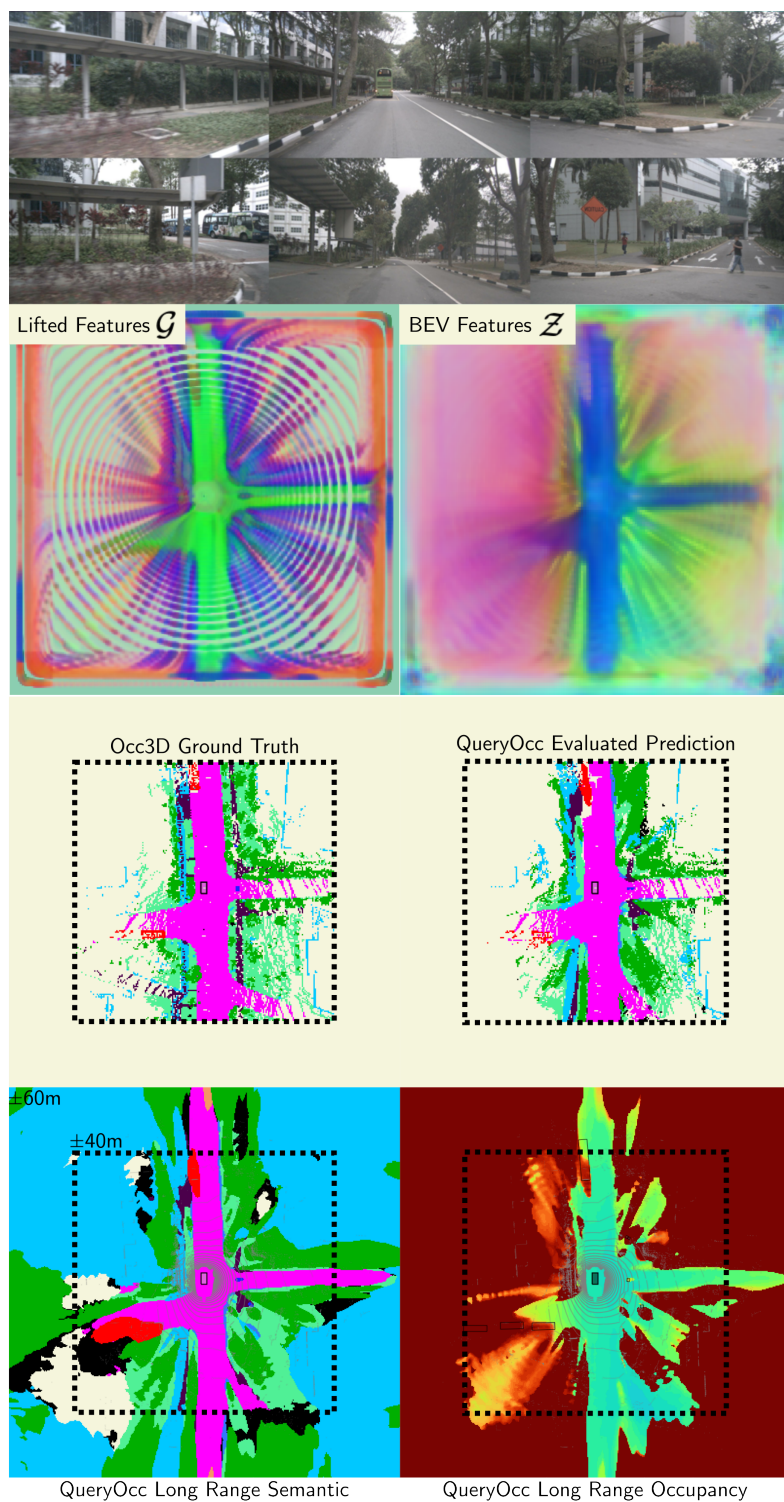 Lifted Features 𝒢
BEV Features 𝒵
Occ3D Ground Truth
QueryOcc Evaluated Prediction
±60m
±40m
QueryOcc Long Range Semantic
QueryOcc Long Range Occupancy